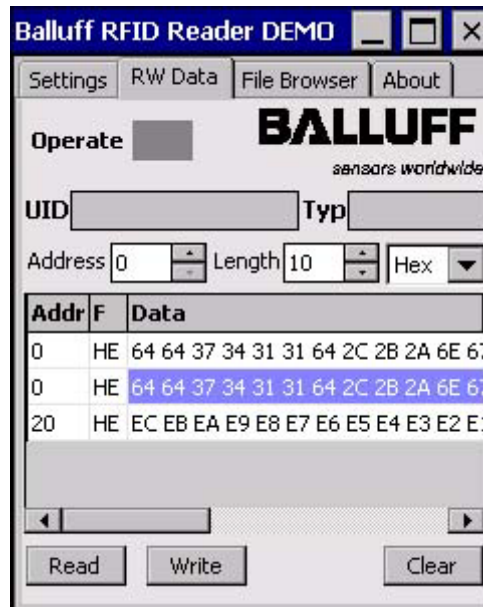 Balluff RFID Reader DEMO
Settings RW Data File Browser About
Operate BALLUFF
sensors worldwide
UID Typ
Address 0 Length 10 Hex
Addr F Data
0 HE 64 64 37 34 31 31 64 2C 2B 2A 6E 67
0 HE 64 64 37 34 31 31 64 2C 2B 2A 6E 67
20 HE EC EB EA E9 E8 E7 E6 E5 E4 E3 E2
Read Write Clear